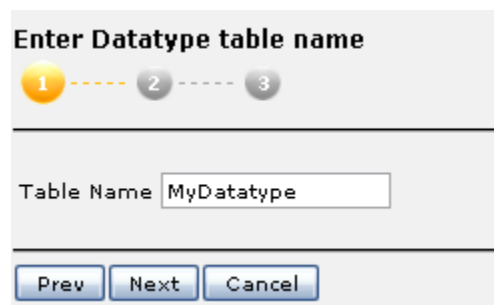 Enter Datatype table name
1 2 3
Table Name MyDatatype
Prev Next Cancel